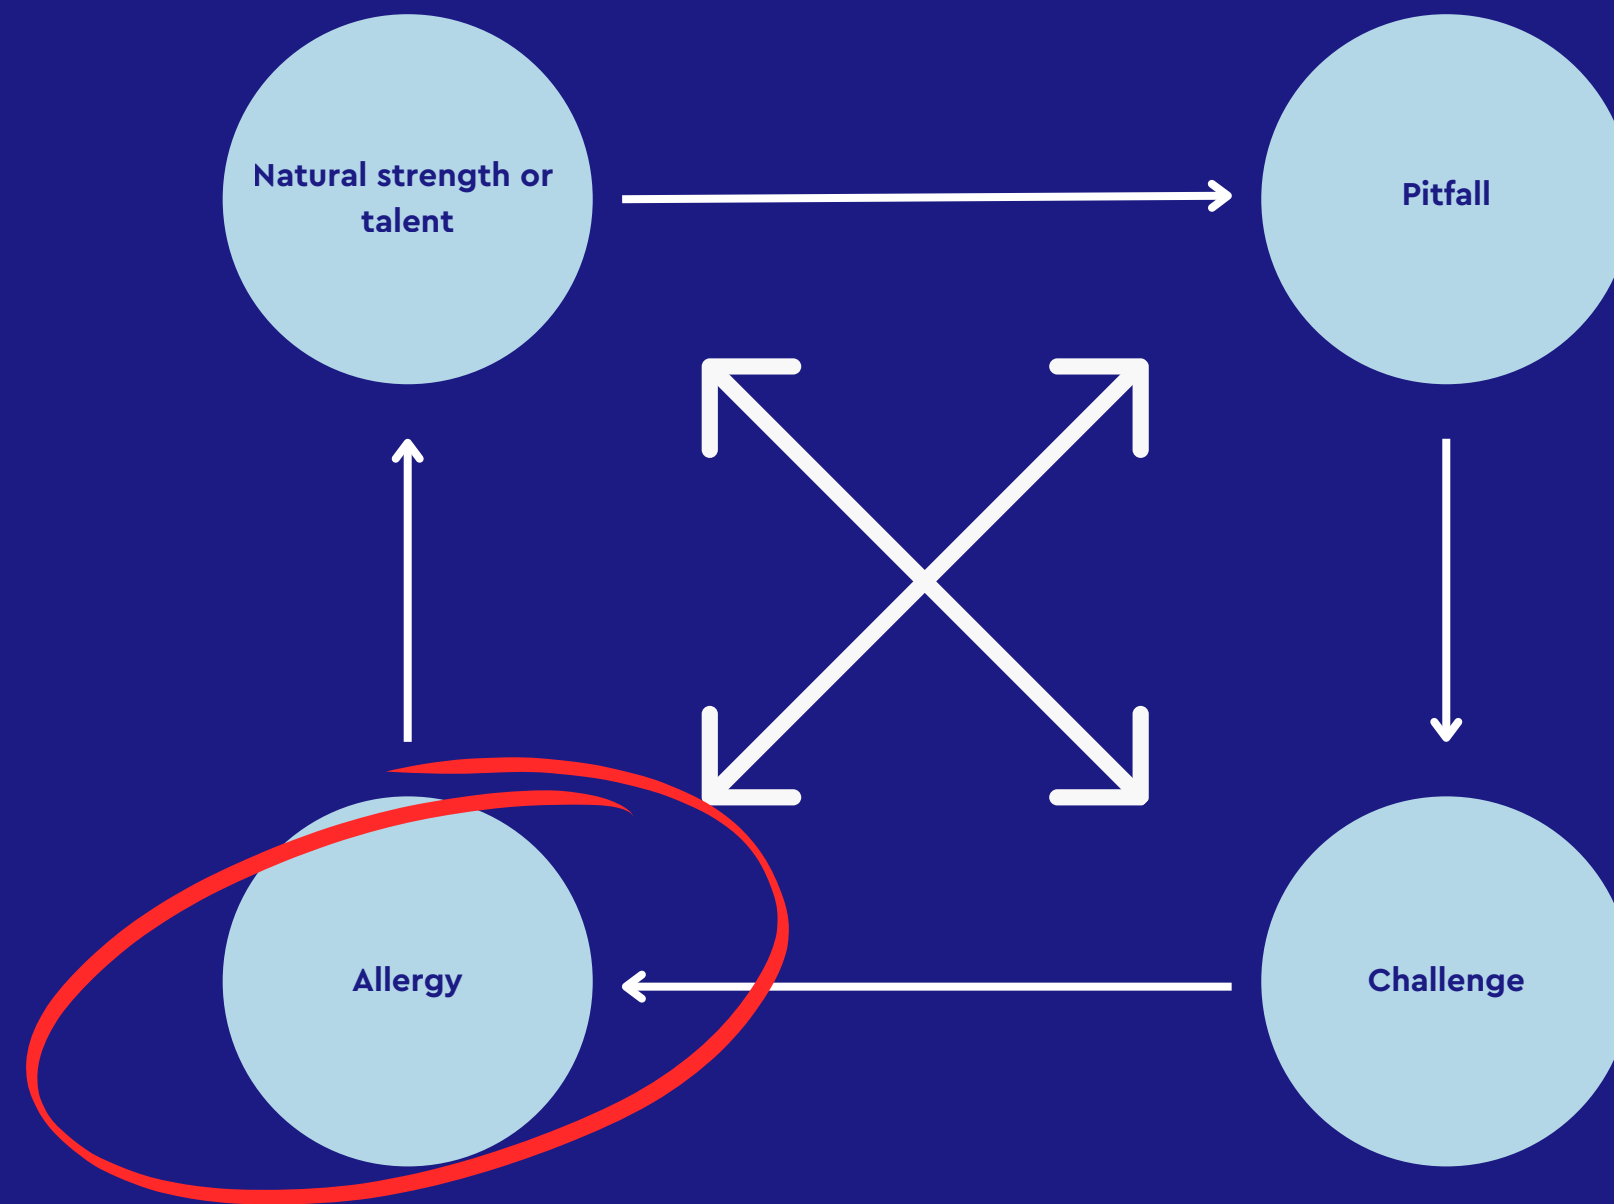 Natural strength or
talent
Pitfall
Allergy
Challenge